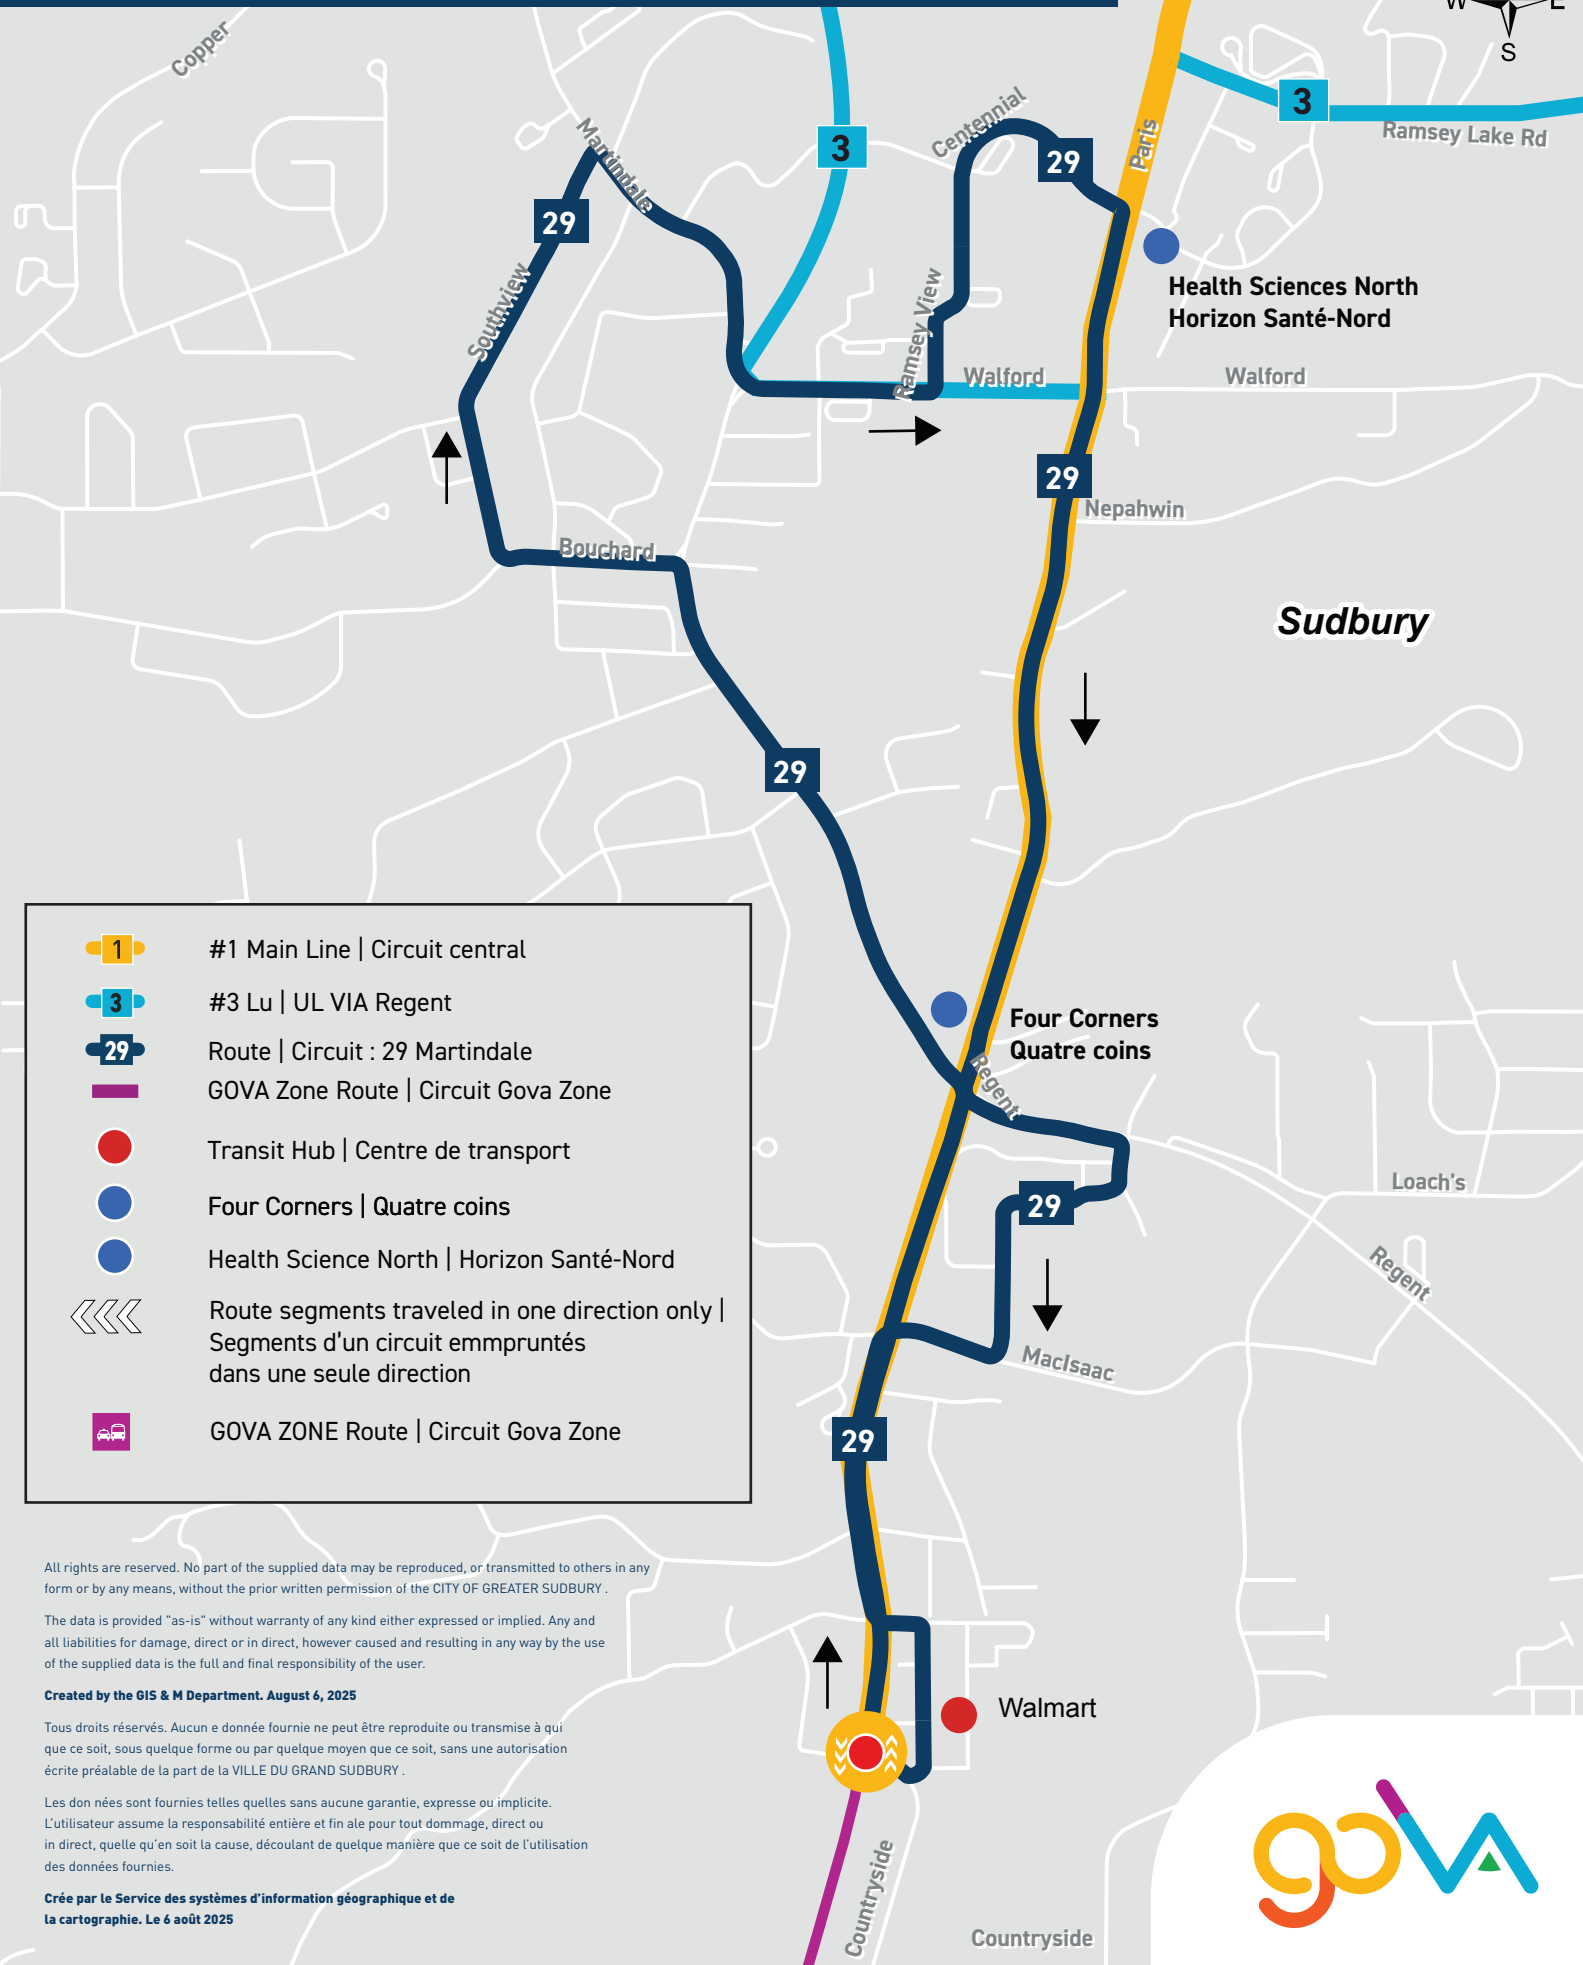 W E
S
Copper
3
3
Ramsey Lake Rd
Centennial
Paris
Martindale
29
29
Health Sciences North
Horizon Santé-Nord
Southview
Ramsey View
Walford
Walford
29
Nepahwin
Bouchard
Sudbury
29
Four Corners
Quatre coins
Regent
29
Loach's
Regent
MacIsaac
29
1 #1 Main Line | Circuit central
3 #3 Lu | UL VIA Regent
29 Route | Circuit : 29 Martindale
GOVA Zone Route | Circuit Gova Zone
Transit Hub | Centre de transport
Four Corners | Quatre coins
Health Science North | Horizon Santé-Nord
Route segments traveled in one direction only |
Segments d'un circuit emmpruntés
dans une seule direction
GOVA ZONE Route | Circuit Gova Zone
All rights are reserved. No part of the supplied data may be reproduced, or transmitted to others in any
form or by any means, without the prior written permission of the CITY OF GREATER SUDBURY .
The data is provided “as-is” without warranty of any kind either expressed or implied. Any and
all liabilities for damage, direct or in direct, however caused and resulting in any way by the use
of the supplied data is the full and final responsibility of the user.
Created by the GIS & M Department. August 6, 2025
Tous droits réservés. Aucun e donnée fournie ne peut être reproduite ou transmise à qui
que ce soit, sous quelque forme ou par quelque moyen que ce soit, sans une autorisation
écrite préalable de la part de la VILLE DU GRAND SUDBURY .
Les don nées sont fournies telles quelles sans aucune garantie, expresse ou implicite.
L'utilisateur assume la responsabilité entière et fin ale pour tout dommage, direct ou
in direct, quelle qu'en soit la cause, découlant de quelque manière que ce soit de l'utilisation
des données fournies.
Crée par le Service des systèmes d'information géographique et de
la cartographie. Le 6 août 2025
Walmart
Countryside
Countryside
gova